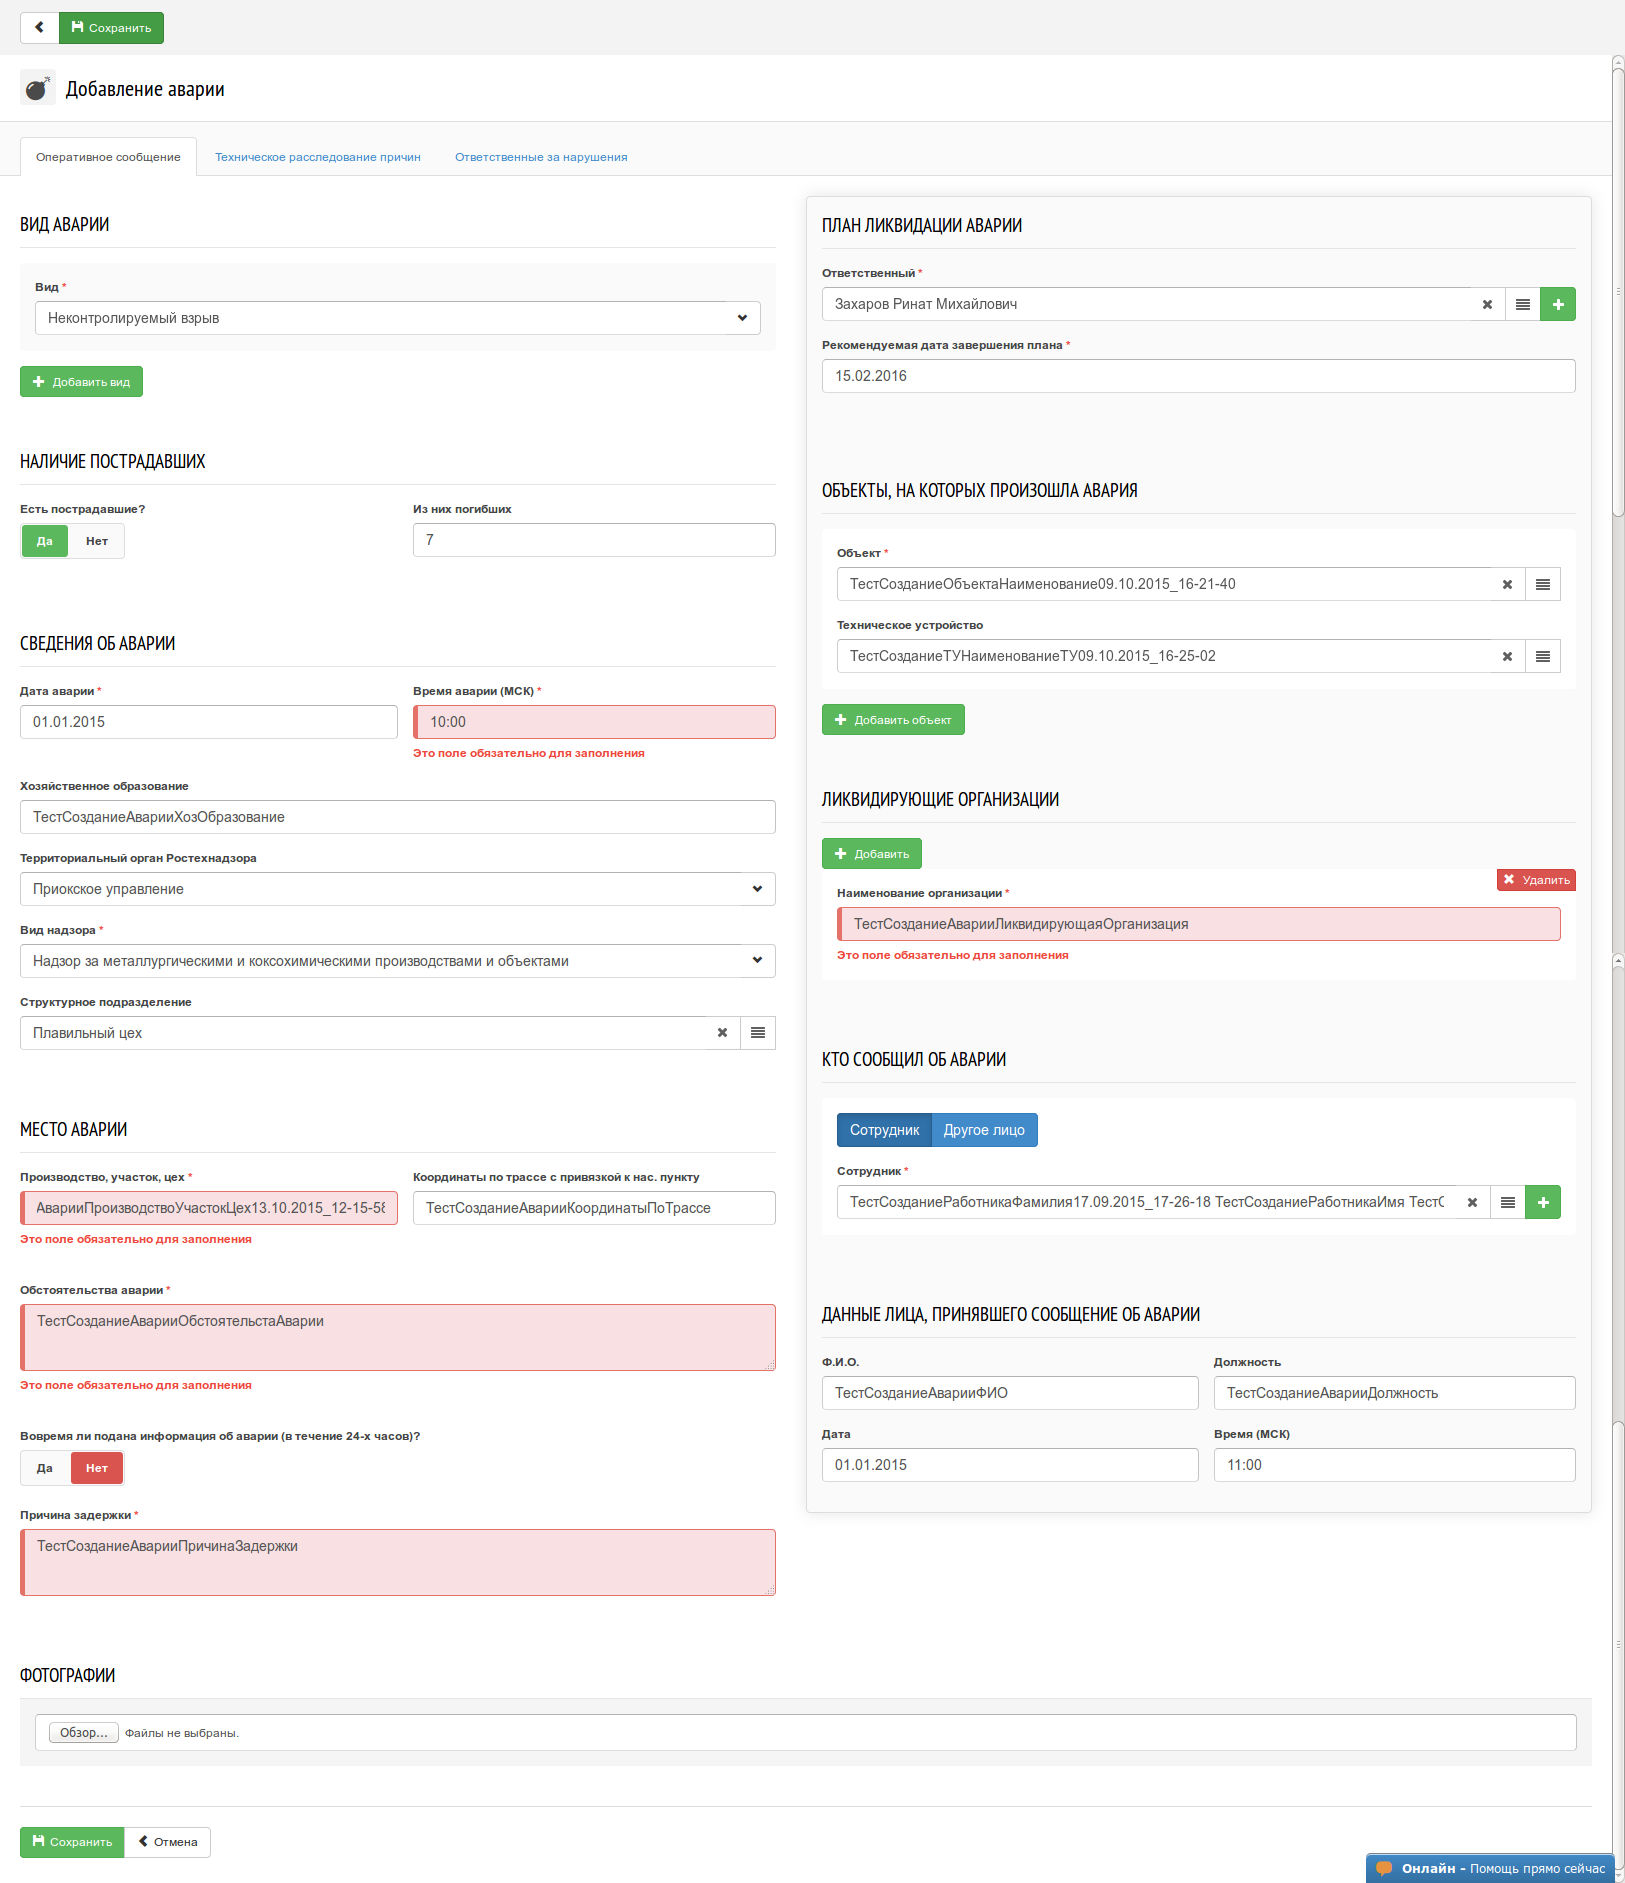 Сохранить
Добавление аварии
Оперативное сообщение
Техническое расследование причин
Ответственные за нарушения
ВИД АВАРИИ
Вид *
Неконтролируемый взрыв
Добавить вид
НАЛИЧИЕ ПОСТРАДАВШИХ
Есть пострадавшие?
Да Нет
Из них погибших
7
СВЕДЕНИЯ ОБ АВАРИИ
Дата аварии *
01.01.2015
Время аварии (МСК) *
10:00
Это поле обязательно для заполнения
Хозяйственное образование
ТестСозданиеАварииХозОбразование
Территориальный орган Ростехнадзора
Приокское управление
Вид надзора *
Надзор за металлургическими и коксохимическими производствами и объектами
Структурное подразделение
Плавильный цех
МЕСТО АВАРИИ
Производство, участок, цех *
АварииПроизводствоУчастокЦех13.10.2015_12-15-58
Это поле обязательно для заполнения
Координаты по трассе с привязкой к нас. пункту
ТестСозданиеАварииКоординатыПоТрассе
Обстоятельства аварии *
ТестСозданиеАварииОбстоятельстаАварии
Это поле обязательно для заполнения
Вовремя ли подана информация об аварии (в течение 24-х часов)?
Да Нет
Причина задержки *
ТестСозданиеАварииПричинаЗадержки
ПЛАН ЛИКВИДАЦИИ АВАРИИ
Ответственный *
Захаров Ринат Михайлович
Рекомендуемая дата завершения плана *
15.02.2016
ОБЪЕКТЫ, НА КОТОРЫХ ПРОИЗОШЛА АВАРИЯ
Объект *
ТестСозданиеОбъектаНаименование09.10.2015_16-21-40
Техническое устройство
ТестСозданиеТУНаименованиеТУ09.10.2015_16-25-02
Добавить объект
ЛИКВИДИРУЮЩИЕ ОРГАНИЗАЦИИ
Добавить
Удалить
Наименование организации *
ТестСозданиеАварииЛиквидирующаяОрганизация
Это поле обязательно для заполнения
КТО СООБЩИЛ ОБ АВАРИИ
Сотрудник Другое лицо
Сотрудник *
ТестСозданиеРаботникаФамилия17.09.2015_17-26-18 ТестСозданиеРаботникаИмя ТестС
ДАННЫЕ ЛИЦА, ПРИНЯВШЕГО СООБЩЕНИЕ ОБ АВАРИИ
Ф.И.О.
ТестСозданиеАварииФИО
Должность
ТестСозданиеАварииДолжность
Дата
01.01.2015
Время (МСК)
11:00
ФОТОГРАФИИ
Обзор... Файлы не выбраны.
Сохранить Отмена
Онлайн - Помощь прямо сейчас